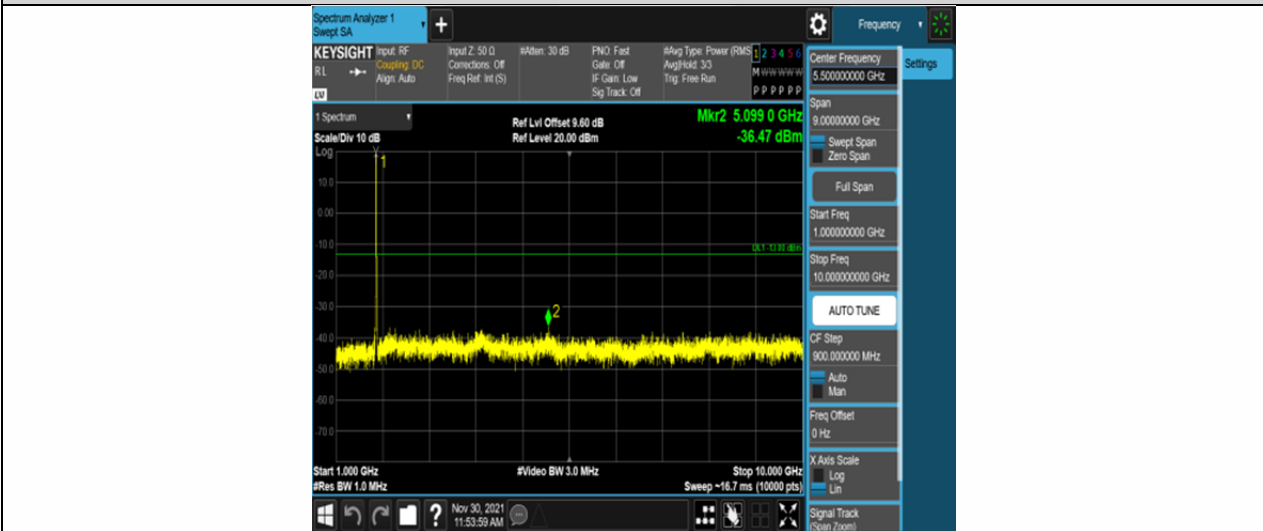 Spectrum Analyzer 1
Swept SA
+
Frequency
KEYSIGHT
RL
LV
Input: RF
Coupling: DC
Align: Auto
Input Z: 50 Ω
Corrections: Off
Freq Ref: Int (S)
#Atten: 30 dB
PNO: Fast
Gate: Off
IF Gain: Low
Sig Track: Off
#Avg Type: Power (RMS
Avg|Hold: 3/3
Trig: Free Run
1 2 3 4 5 6
M W W W W W
P P P P P P
1 Spectrum
Scale/Div 10 dB
Log
Ref Lvl Offset 9.60 dB
Ref Level 20.00 dBm
Mkr2 5.099 0 GHz
-36.47 dBm
1
10.0
0.00
-10.0
DL1 -13.00 dBm
-20.0
-30.0
2
-40.0
-50.0
-60.0
-70.0
Start 1.000 GHz
#Res BW 1.0 MHz
#Video BW 3.0 MHz
Stop 10.000 GHz
Sweep ~16.7 ms (10000 pts)
Center Frequency
5.500000000 GHz
Settings
Span
9.00000000 GHz
Swept Span
Zero Span
Full Span
Start Freq
1.000000000 GHz
Stop Freq
10.000000000 GHz
AUTO TUNE
CF Step
900.000000 MHz
Auto
Man
Freq Offset
0 Hz
X Axis Scale
Log
Lin
Signal Track
(Span Zoom)
?
Nov 30, 2021
11:53:59 AM